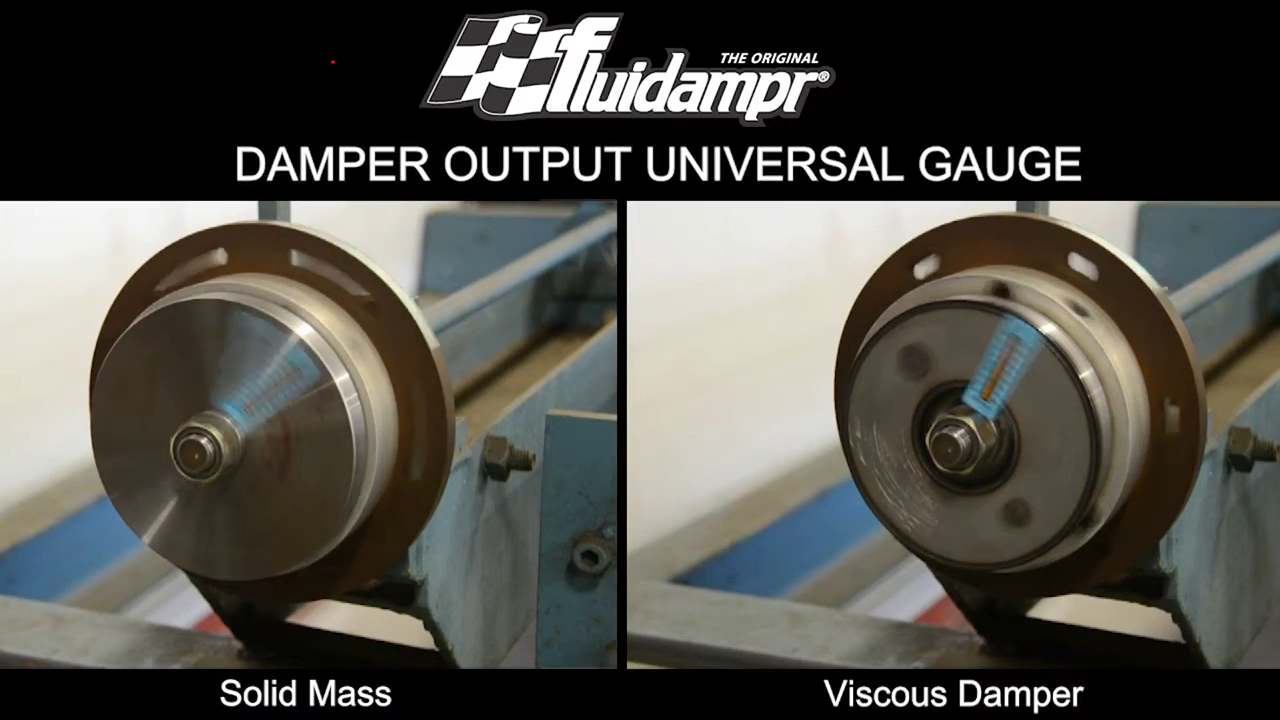 THE ORIGINAL
fluidampr®
DAMPER OUTPUT UNIVERSAL GAUGE
Solid Mass
Viscous Damper